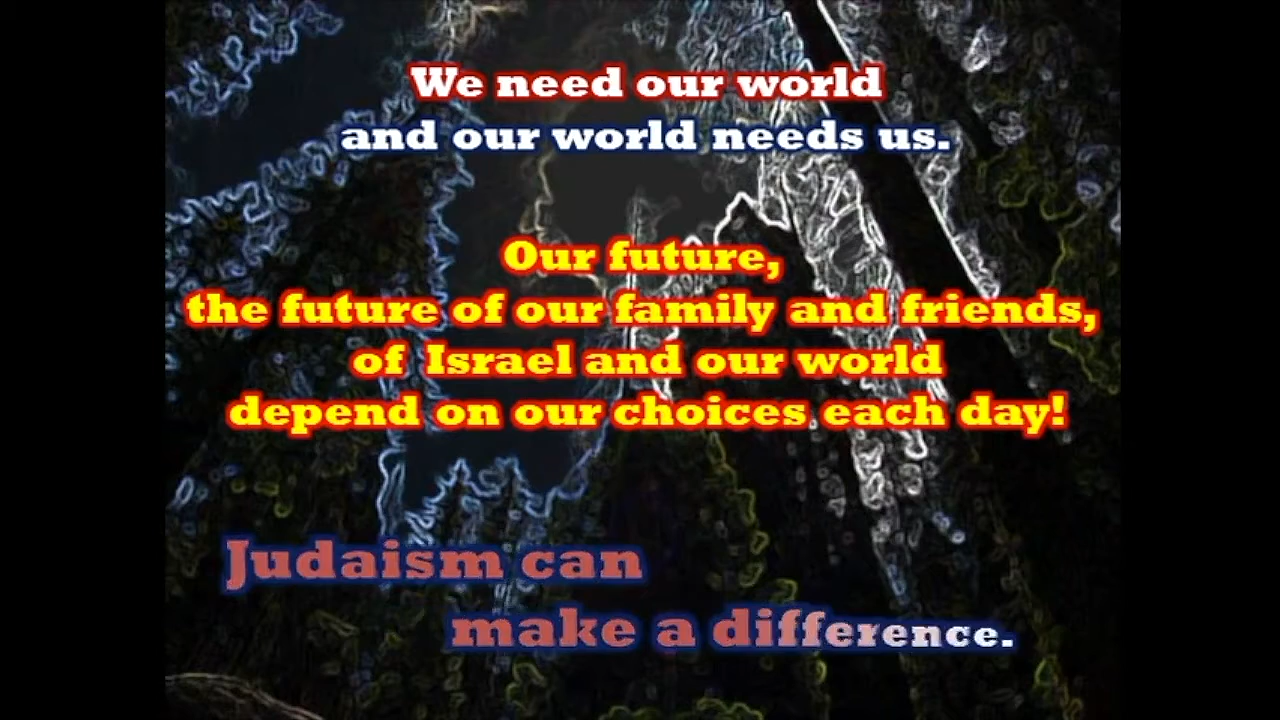 We need our world
and our world needs us.
Our future,
the future of our family and friends,
of Israel and our world
depend on our choices each day!
Judaism can
make a difference.